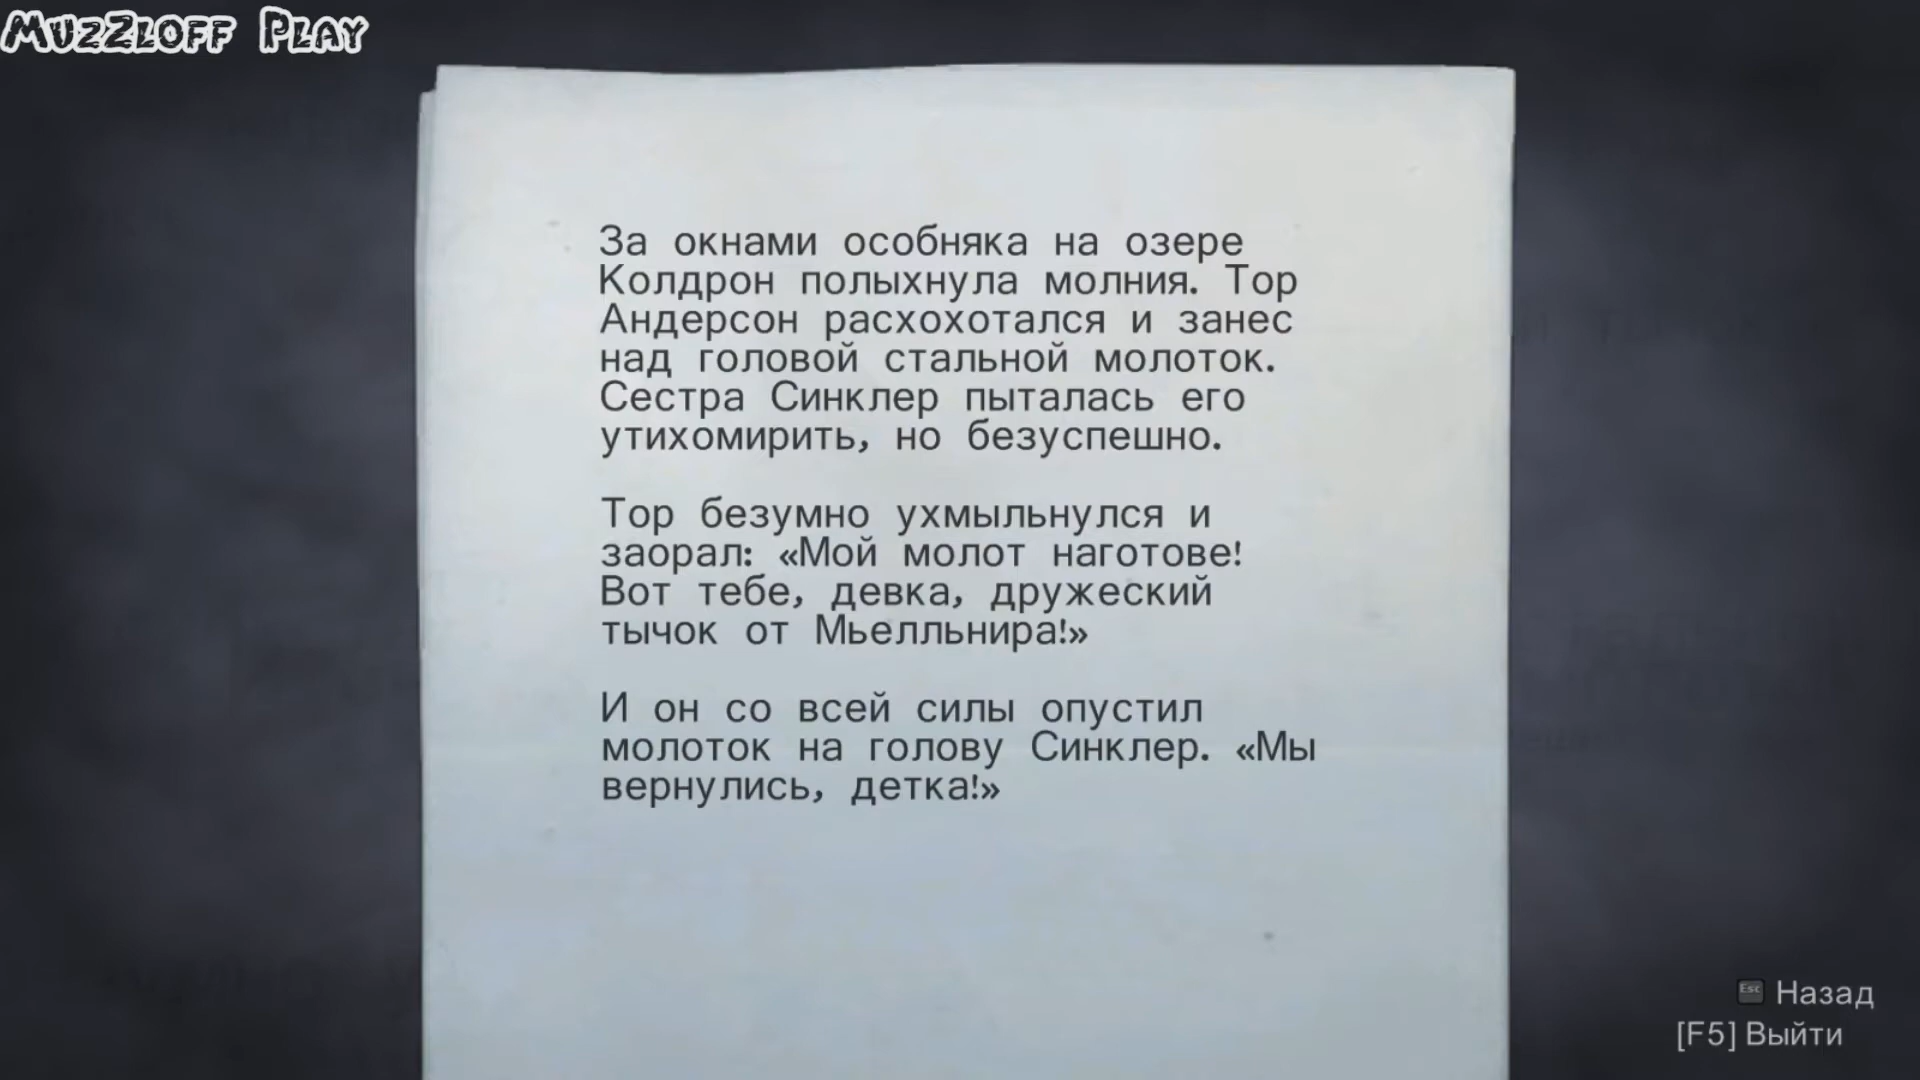 MuzZloff Play
За окнами особняка на озере
Колдрон полыхнула молния. Тор
Андерсон расхохотался и занес
над головой стальной молоток.
Сестра Синклер пыталась его
утихомирить, но безуспешно.
Тор безумно ухмыльнулся и
заорал: «Мой молот наготове!
Вот тебе, девка, дружеский
тычок от Мьелльнира!»
И он со всей силы опустил
молоток на голову Синклер. «Мы
вернулись, детка!»
Esc Назад
[F5] Выйти